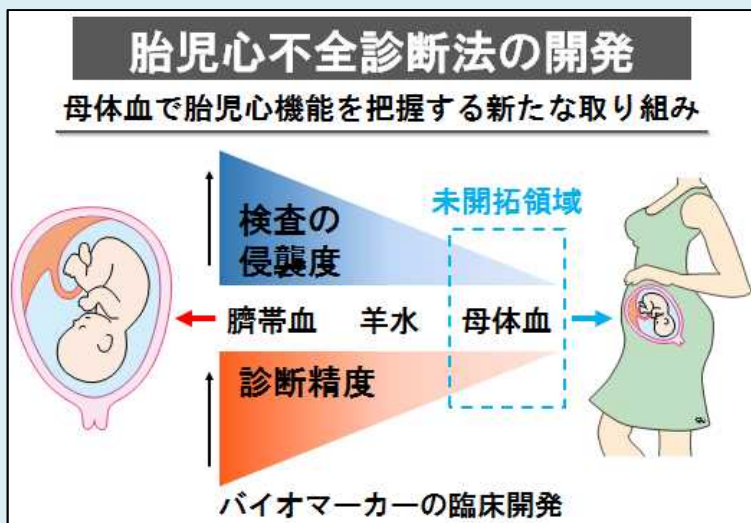 胎児心不全診断法の開発
母体血で胎児心機能を把握する新たな取り組み
未開拓領域
検査の
侵襲度
臍帯血 羊水 母体血
診断精度
バイオマーカーの臨床開発